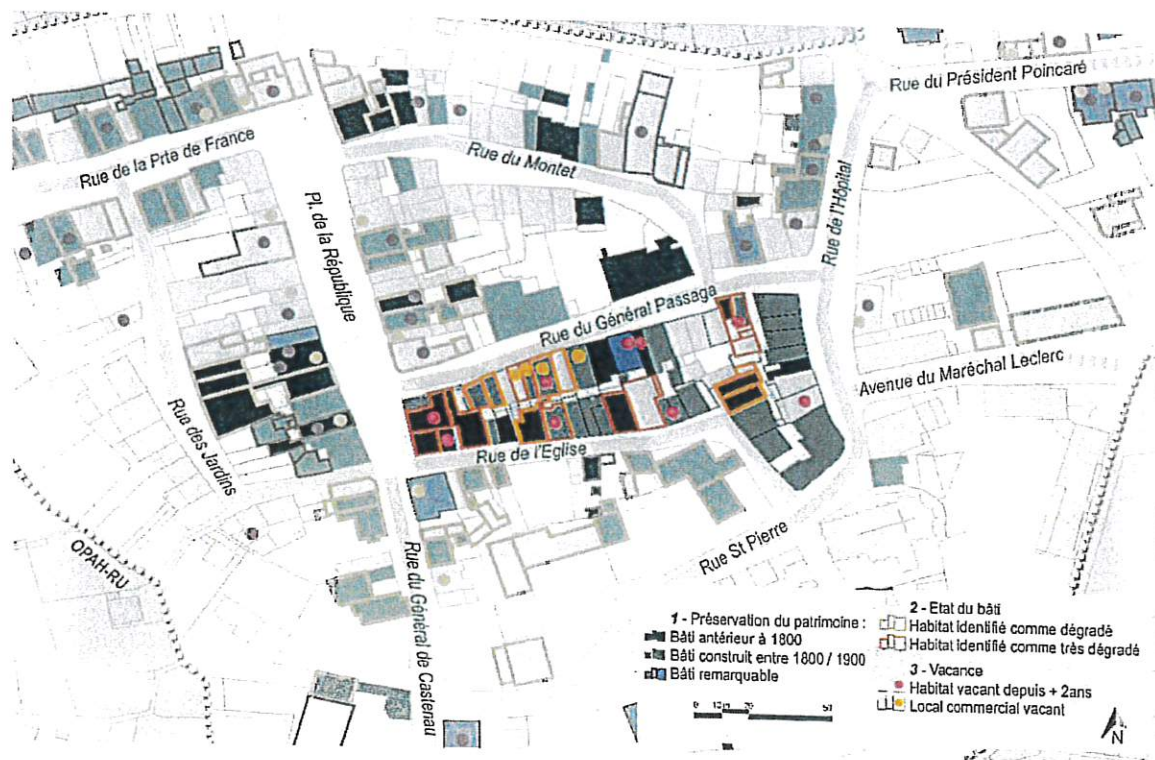 Rue du Président Poincaré
Rue de la Prte de France
Rue du Montet
Pl. de la République
Rue de l'Hôpital
Rue du Général Passaga
Avenue du Maréchal Leclerc
Rue des Jardins
Rue de l'Eglise
OPAH-RU
Rue St Pierre
Rue du Général de Castenau
1 - Préservation du patrimoine :
Bâti antérieur à 1800
Bâti construit entre 1800 / 1900
Bâti remarquable
2 - Etat du bâti
Habitat identifié comme dégradé
Habitat identifié comme très dégradé
3 - Vacance
Habitat vacant depuis + 2ans
Local commercial vacant
N